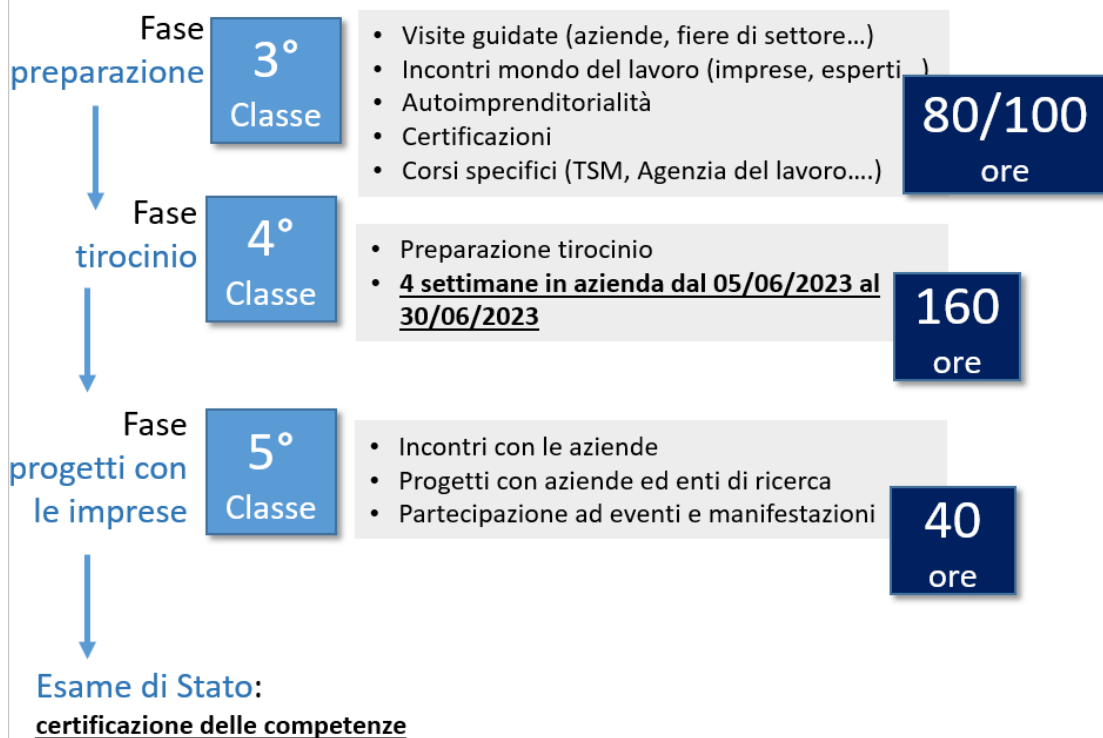 Fase
preparazione
3°
Classe
• Visite guidate (aziende, fiere di settore…)
• Incontri mondo del lavoro (imprese, esperti…)
• Autoimprenditorialità
• Certificazioni
• Corsi specifici (TSM, Agenzia del lavoro….)
80/100
ore
Fase
tirocinio
4°
Classe
• Preparazione tirocinio
• 4 settimane in azienda dal 05/06/2023 al
30/06/2023
160
ore
Fase
progetti con
le imprese
5°
Classe
• Incontri con le aziende
• Progetti con aziende ed enti di ricerca
• Partecipazione ad eventi e manifestazioni
40
ore
Esame di Stato:
certificazione delle competenze